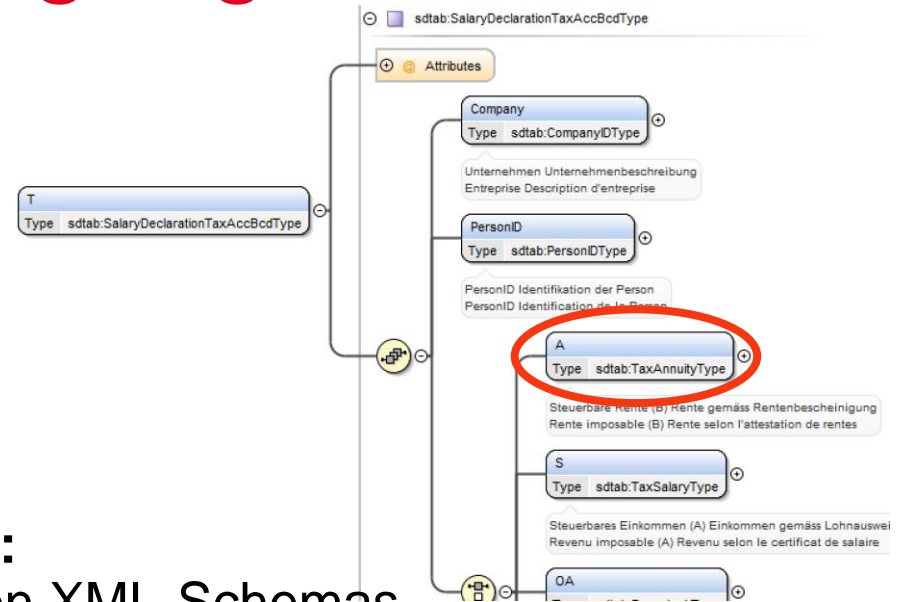 sdtab:SalaryDeclarationTaxAccBcdType
Attributes
Company
Type sdtab:CompanyIDType
Unternehmen Unternehmenbeschreibung
Entreprise Description d'entreprise
T
Type sdtab:SalaryDeclarationTaxAccBcdType
PersonID
Type sdtab:PersonIDType
PersonID Identifikation der Person
PersonID Identification de la Person
A
Type sdtab:TaxAnnuityType
Steuerbare Rente (B) Rente gemäss Rentenbescheinigung
Rente imposable (B) Rente selon l'attestation de rentes
S
Type sdtab:TaxSalaryType
Steuerbares Einkommen (A) Einkommen gemäss Lohnauswei
Revenu imposable (A) Revenu selon le certificat de salaire
:
XML Schemas
OA